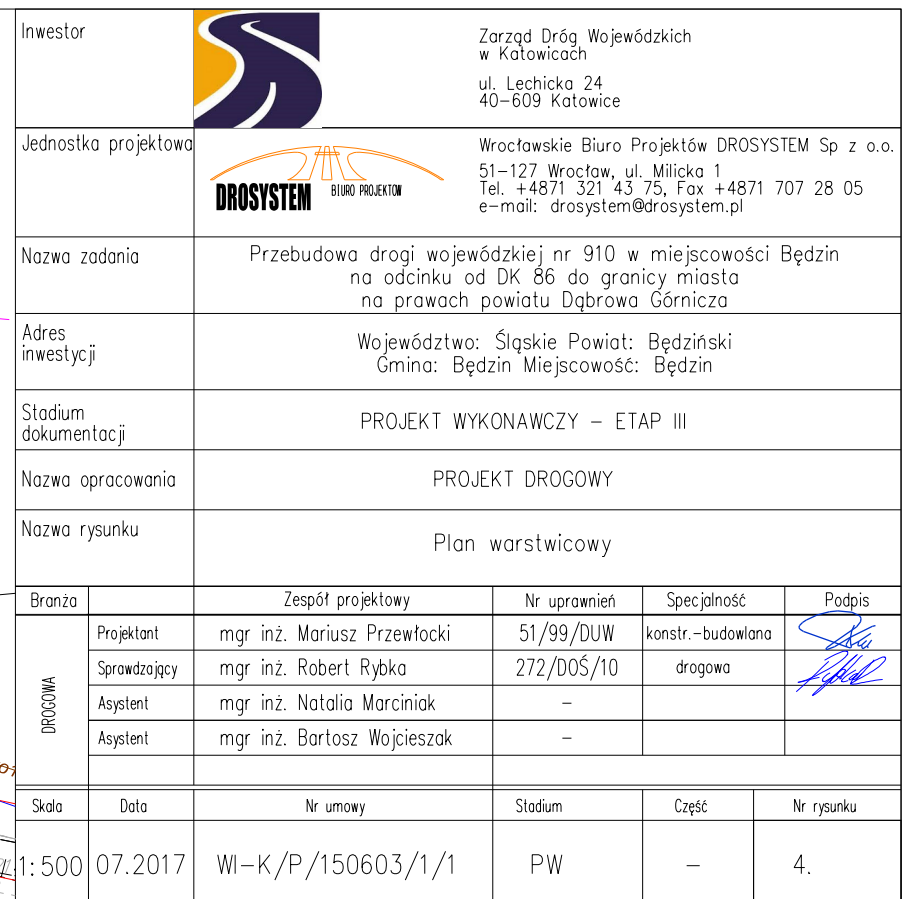 Inwestor
Zarząd Dróg Wojewódzkich
w Katowicach
ul. Lechicka 24
40-609 Katowice
Jednostka projektowa
DROSYSTEM BIURO PROJEKTOW
Wrocławskie Biuro Projektów DROSYSTEM Sp z o.o.
51-127 Wrocław, ul. Milicka 1
Tel. +4871 321 43 75, Fax +4871 707 28 05
e-mail: drosystem@drosystem.pl
Nazwa zadania
Przebudowa drogi wojewódzkiej nr 910 w miejscowości Będzin
na odcinku od DK 86 do granicy miasta
na prawach powiatu Dąbrowa Górnicza
Adres
inwestycji
Województwo: Śląskie Powiat: Będziński
Gmina: Będzin Miejscowość: Będzin
Stadium
dokumentacji
PROJEKT WYKONAWCZY - ETAP III
Nazwa opracowania
PROJEKT DROGOWY
Nazwa rysunku
Plan warstwicowy
Branża Zespół projektowy Nr uprawnień Specjalność Podpis
DROGOWA
Projektant mgr inż. Mariusz Przewłocki 51/99/DUW konstr.-budowlana
Sprawdzający mgr inż. Robert Rybka 272/DOŚ/10 drogowa
Asystent mgr inż. Natalia Marciniak -
Asystent mgr inż. Bartosz Wojcieszak -
Skala Data Nr umowy Stadium Część Nr rysunku
1:500 07.2017 WI-K/P/150603/1/1 PW - 4.